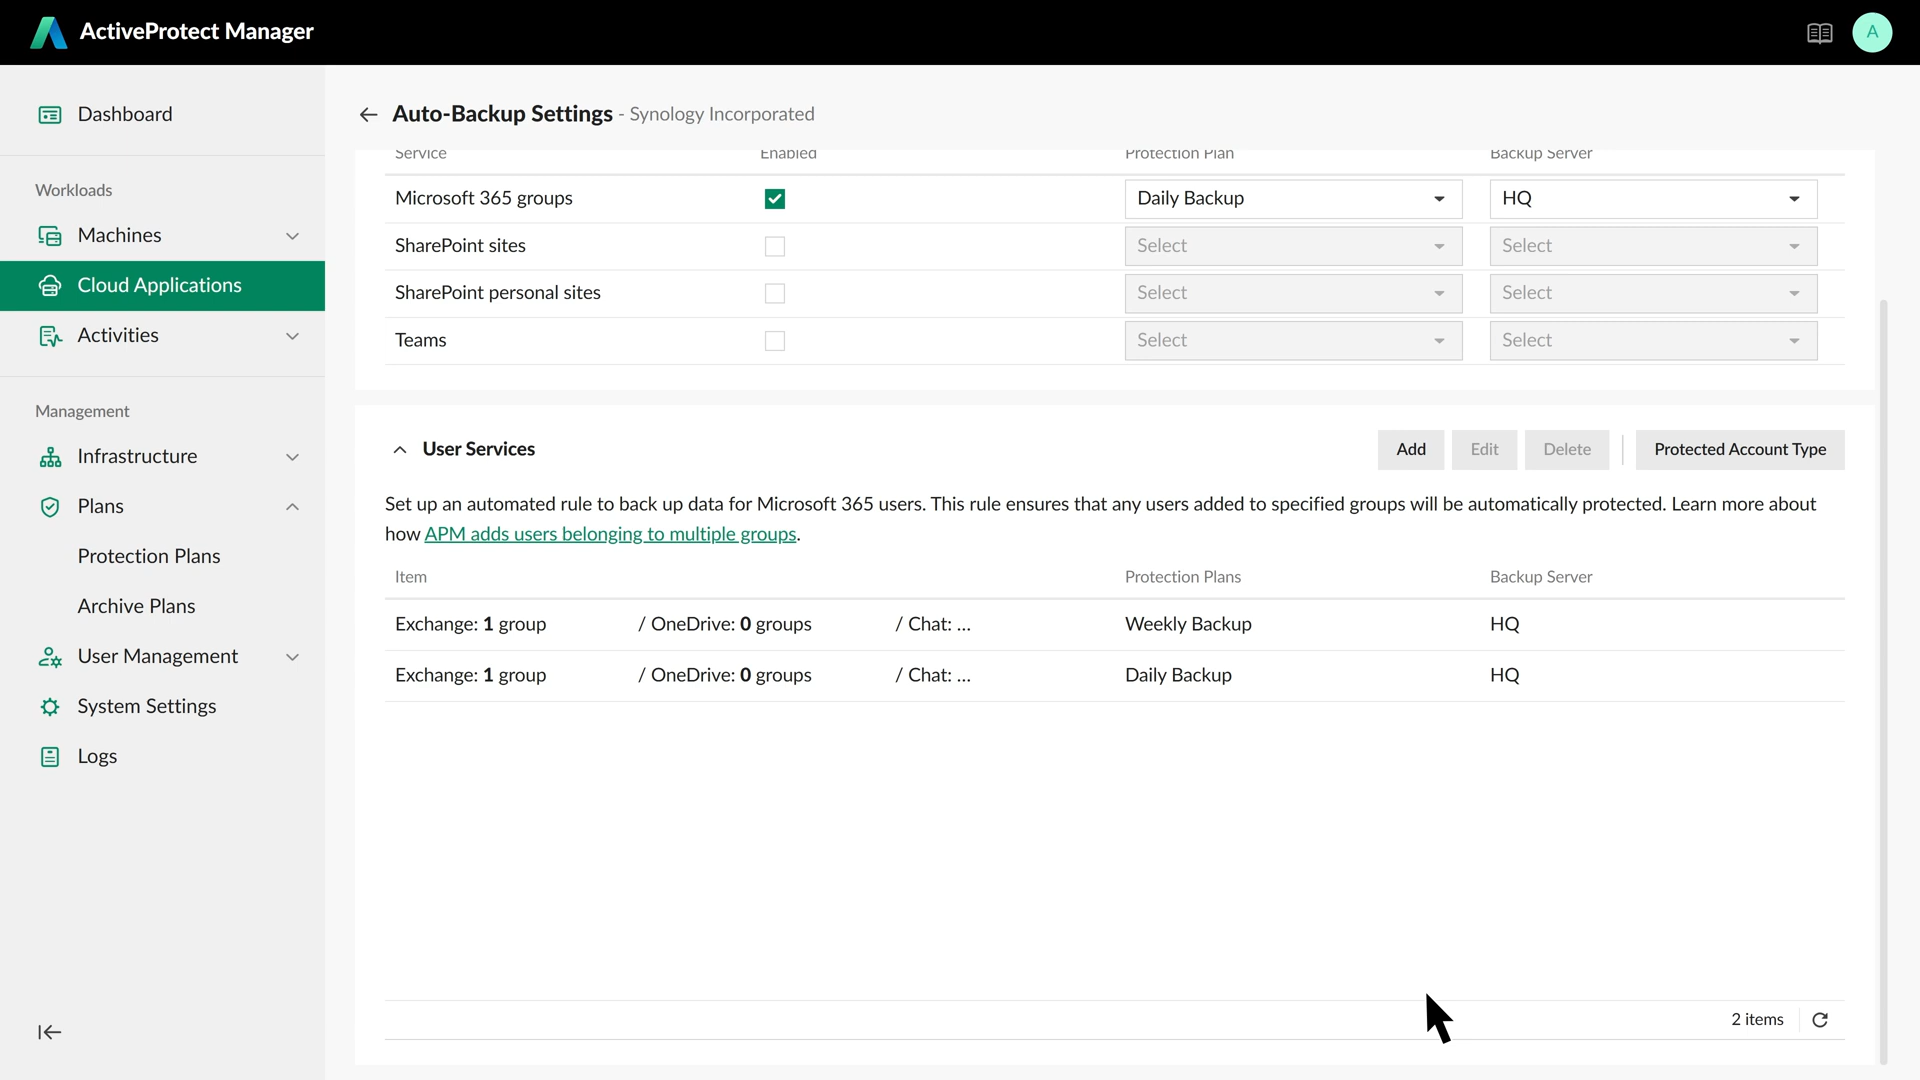 ActiveProtect Manager
A
Dashboard
Workloads
Machines
Cloud Applications
Activities
Management
Infrastructure
Plans
Protection Plans
Archive Plans
User Management
System Settings
Logs
Auto-Backup Settings - Synology Incorporated
Service Enabled Protection Plan Backup Server
Microsoft 365 groups Daily Backup HQ
SharePoint sites Select Select
SharePoint personal sites Select Select
Teams Select Select
User Services Add Edit Delete Protected Account Type
Set up an automated rule to back up data for Microsoft 365 users. This rule ensures that any users added to specified groups will be automatically protected. Learn more about
how APM adds users belonging to multiple groups.
Item Protection Plans Backup Server
Exchange: 1 group / OneDrive: 0 groups / Chat: ... Weekly Backup HQ
Exchange: 1 group / OneDrive: 0 groups / Chat: ... Daily Backup HQ
2 items